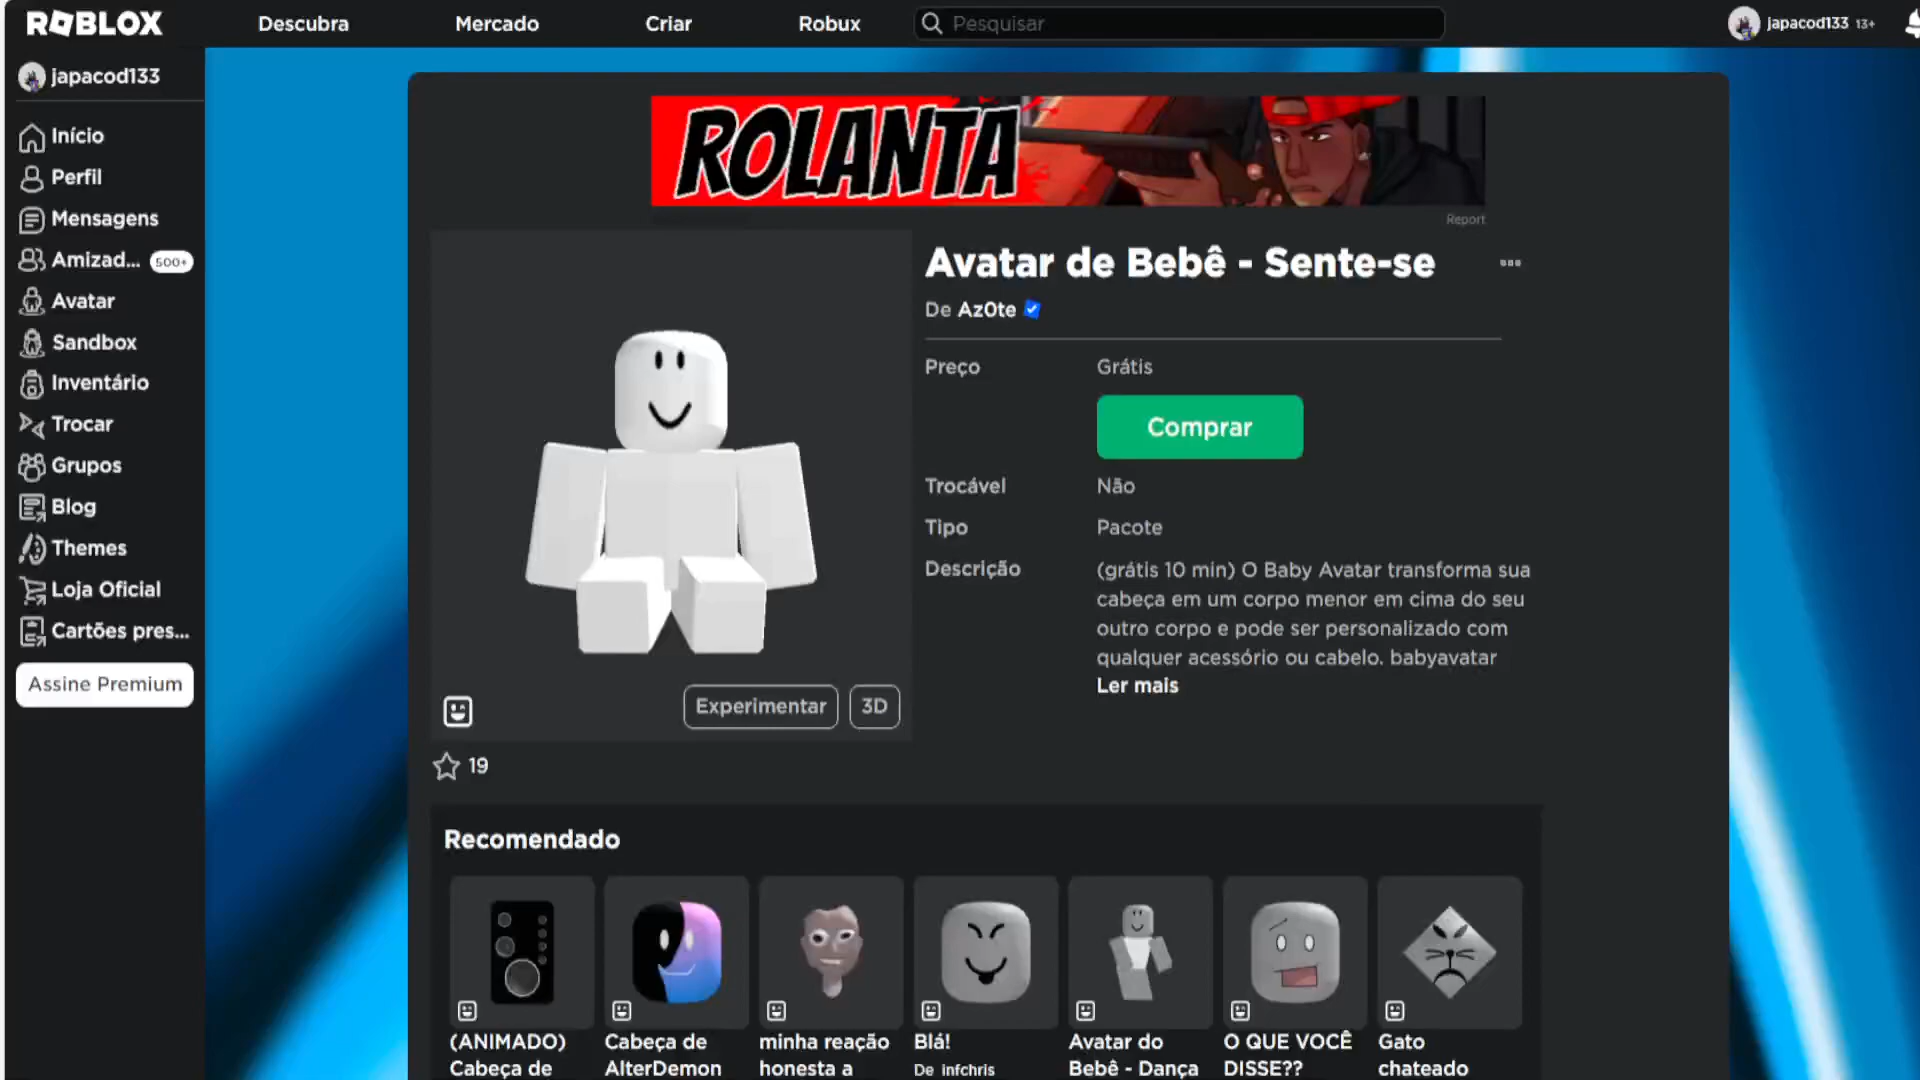 ROBLOX
Descubra
Mercado
Criar
Robux
Pesquisar
japacod133 13+
japacod133
Início
Perfil
Mensagens
Amizad... 500+
Avatar
Sandbox
Inventário
Trocar
Grupos
Blog
Themes
Loja Oficial
Cartões pres...
Assine Premium
ROLANTA
Report
Avatar de Bebê - Sente-se
De Az0te
Preço
Grátis
Comprar
Trocável
Não
Tipo
Pacote
Descrição
(grátis 10 min) O Baby Avatar transforma sua
cabeça em um corpo menor em cima do seu
outro corpo e pode ser personalizado com
qualquer acessório ou cabelo. babyavatar
Ler mais
Experimentar
3D
19
Recomendado
(ANIMADO)
Cabeça de
Cabeça de
AlterDemon
minha reação
honesta a
Blá!
De infchris
Avatar do
Bebê - Dança
O QUE VOCÊ
DISSE??
Gato
chateado